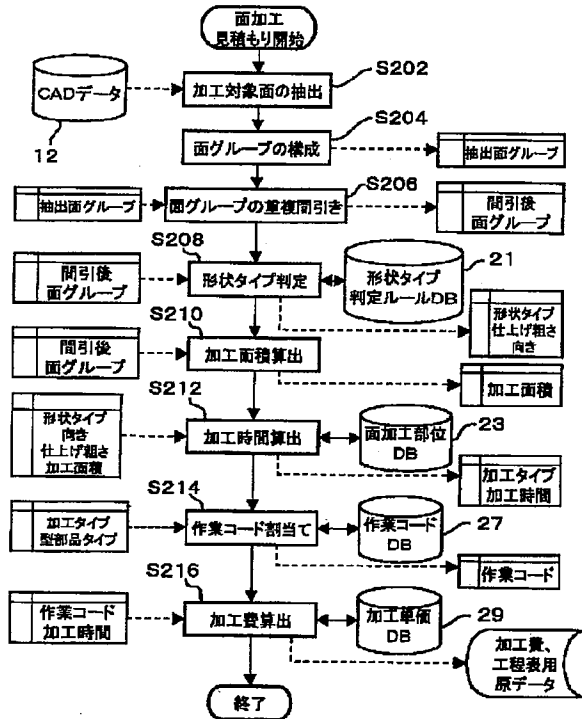 面加工
見積もり開始
S202
CADデータ
12
加工対象面の抽出
S204
面グループの構成
抽出面グループ
S206
抽出面グループ
面グループの重複間引き
間引後
面グループ
S208
間引後
面グループ
形状タイプ判定
形状タイプ
判定ルールDB
21
形状タイプ
仕上げ粗さ
向き
S210
間引後
面グループ
加工面積算出
加工面積
S212
形状タイプ
向き
仕上げ粗さ
加工面積
加工時間算出
面加工部位
DB
23
加工タイプ
加工時間
S214
加工タイプ
型部品タイプ
作業コード割当て
作業コード
DB
27
作業コード
S216
作業コード
加工時間
加工費算出
加工単価
DB
29
加工費、
工程表用
原データ
終了